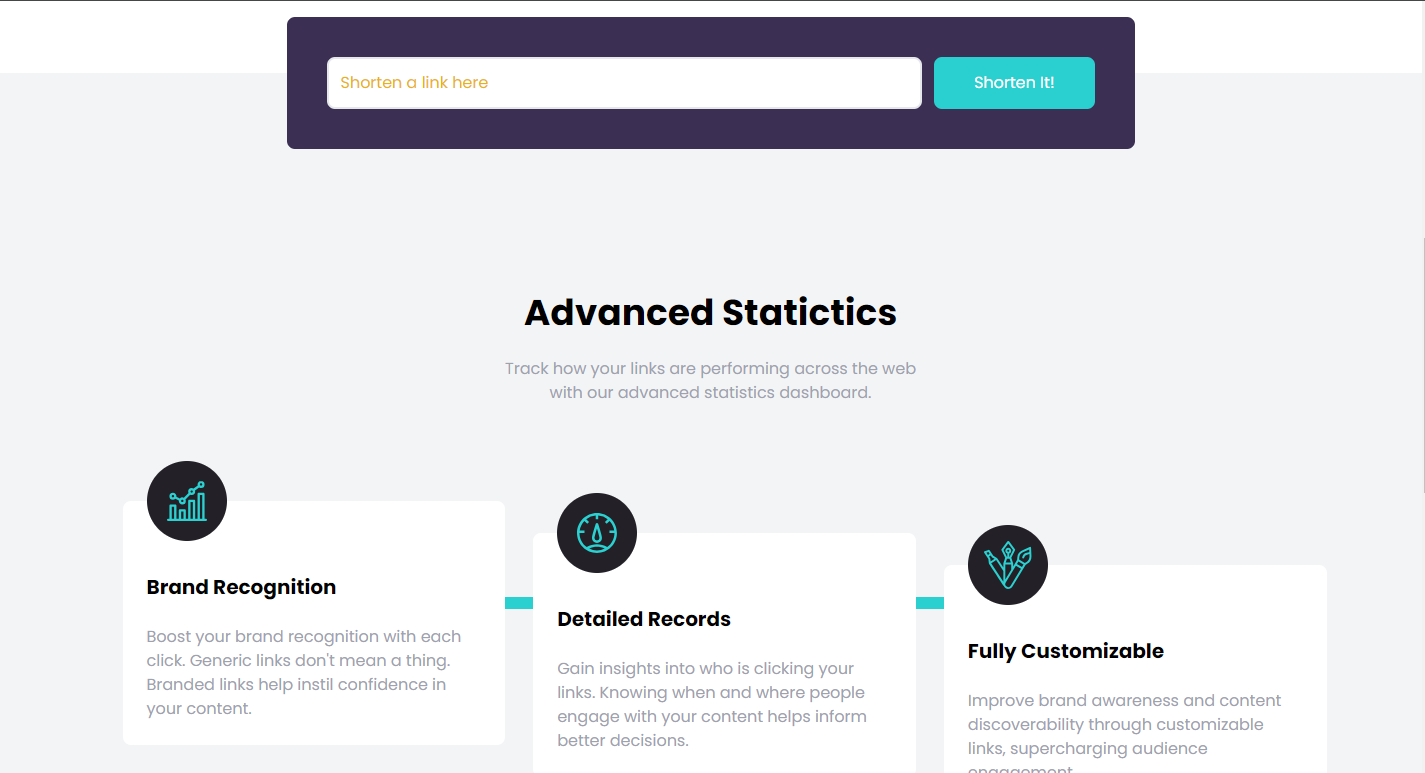 Shorten a link here
Shorten It!
Advanced Statictics
Track how your links are performing across the web
with our advanced statistics dashboard.
Brand Recognition
Boost your brand recognition with each
click. Generic links don't mean a thing.
Branded links help instil confidence in
your content.
Detailed Records
Gain insights into who is clicking your
links. Knowing when and where people
engage with your content helps inform
better decisions.
Fully Customizable
Improve brand awareness and content
discoverability through customizable
links, supercharging audience
engagement.